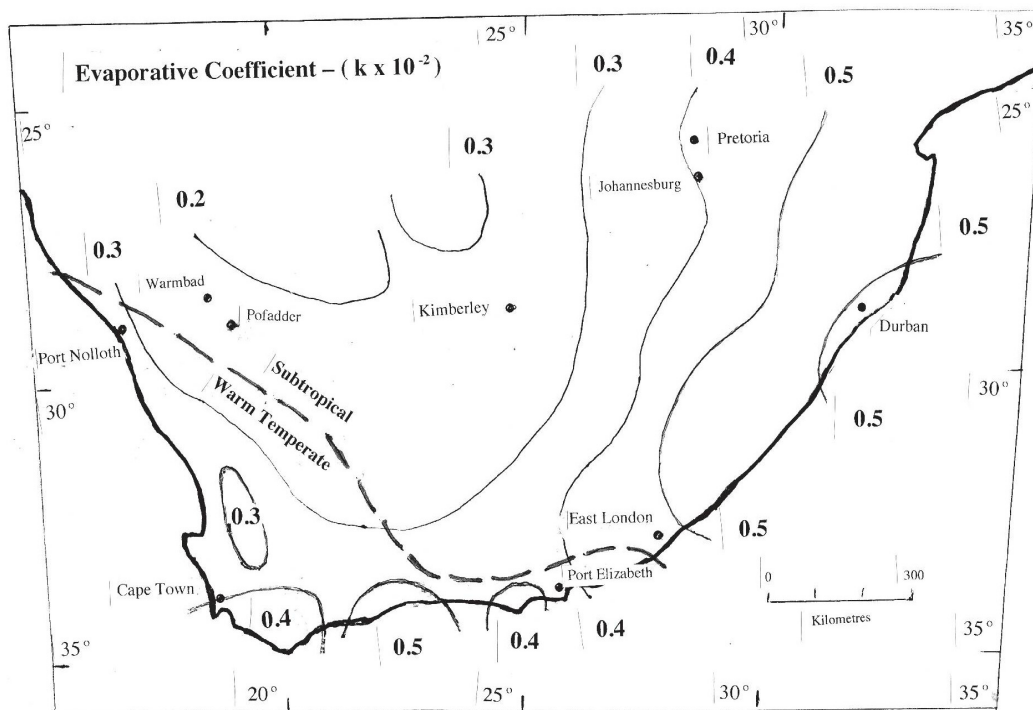 25°
30°
35°
Evaporative Coefficient – ( k x 10⁻² )
0.3
0.4
0.5
25°
25°
0.3
Pretoria
Johannesburg
0.2
0.5
0.3
Warmbad
Pofadder
Kimberley
Durban
Port Nolloth
Subtropical
Warm Temperate
30°
30°
0.5
0.3
East London
0.5
Port Elizabeth
0
300
Kilometres
Cape Town
0.4
0.5
0.4
0.4
35°
35°
20°
25°
30°
35°